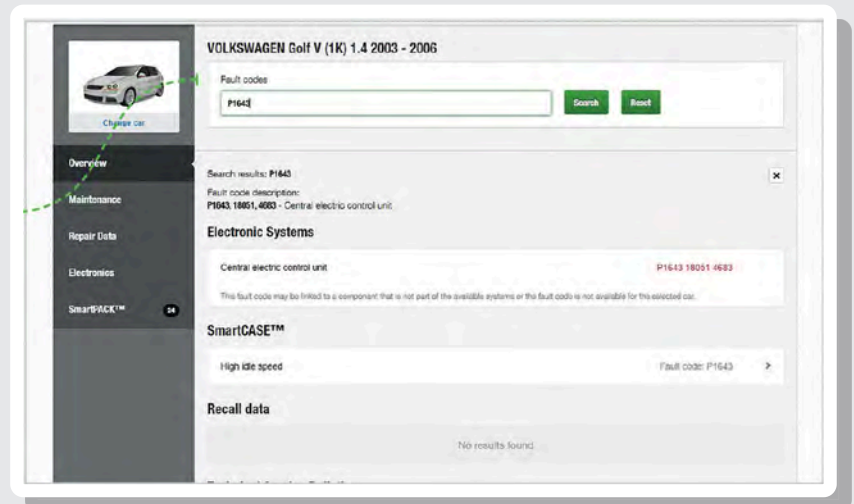 VOLKSWAGEN Golf V (1K) 1.4 2003 - 2006
Fault codes
P1643
Search
Reset
Change car
Overview
Maintenance
Repair Data
Electronics
SmartPACK™ 24
Search results: P1643
Fault code description:
P1643, 18051, 4683 - Central electric control unit
Electronic Systems
Central electric control unit P1643 18051 4683
This fault code may be linked to a component that is not part of the available systems or the fault code is not available for the selected car.
SmartCASE™
High idle speed Fault code: P1643
Recall data
No results found